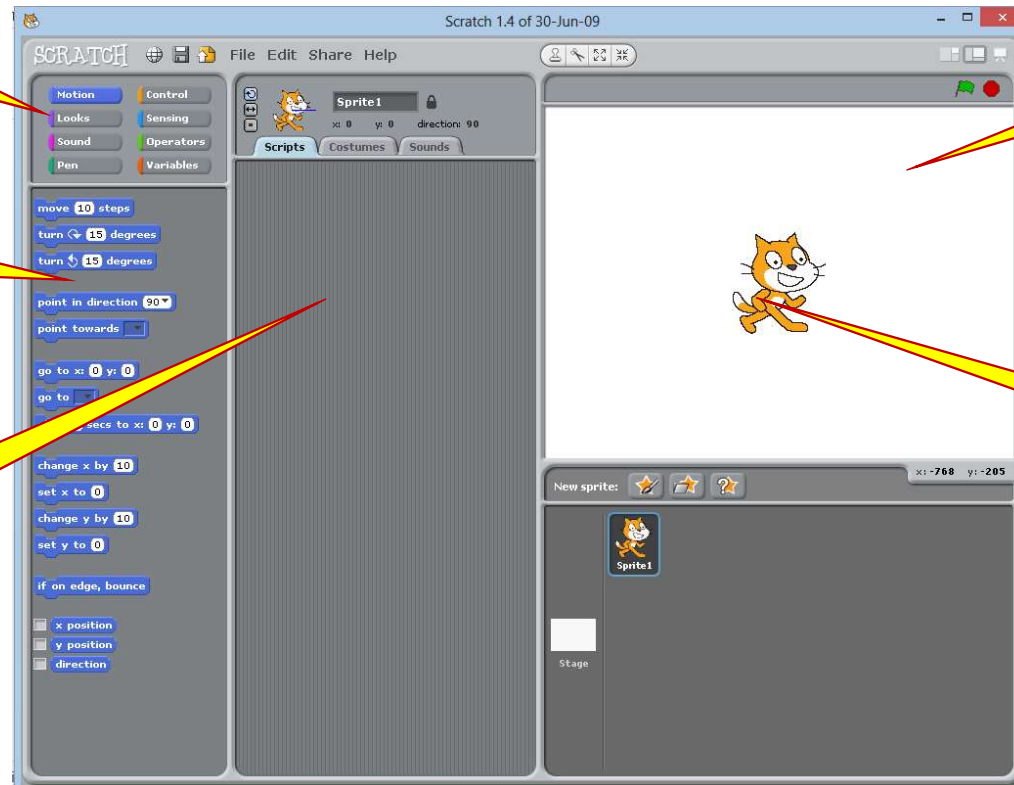 Scratch 1.4 of 30-Jun-09
SCRATCH File Edit Share Help
Motion Control
Looks Sensing
Sound Operators
Pen Variables
Sprite1
x: 0 y: 0 direction: 90
Scripts Costumes Sounds
move 10 steps
turn 15 degrees
turn 15 degrees
point in direction 90
point towards
go to x: 0 y: 0
go to
secs to x: 0 y: 0
change x by 10
set x to 0
change y by 10
set y to 0
if on edge, bounce
x position
y position
direction
x: -768 y: -205
New sprite:
Sprite1
Stage